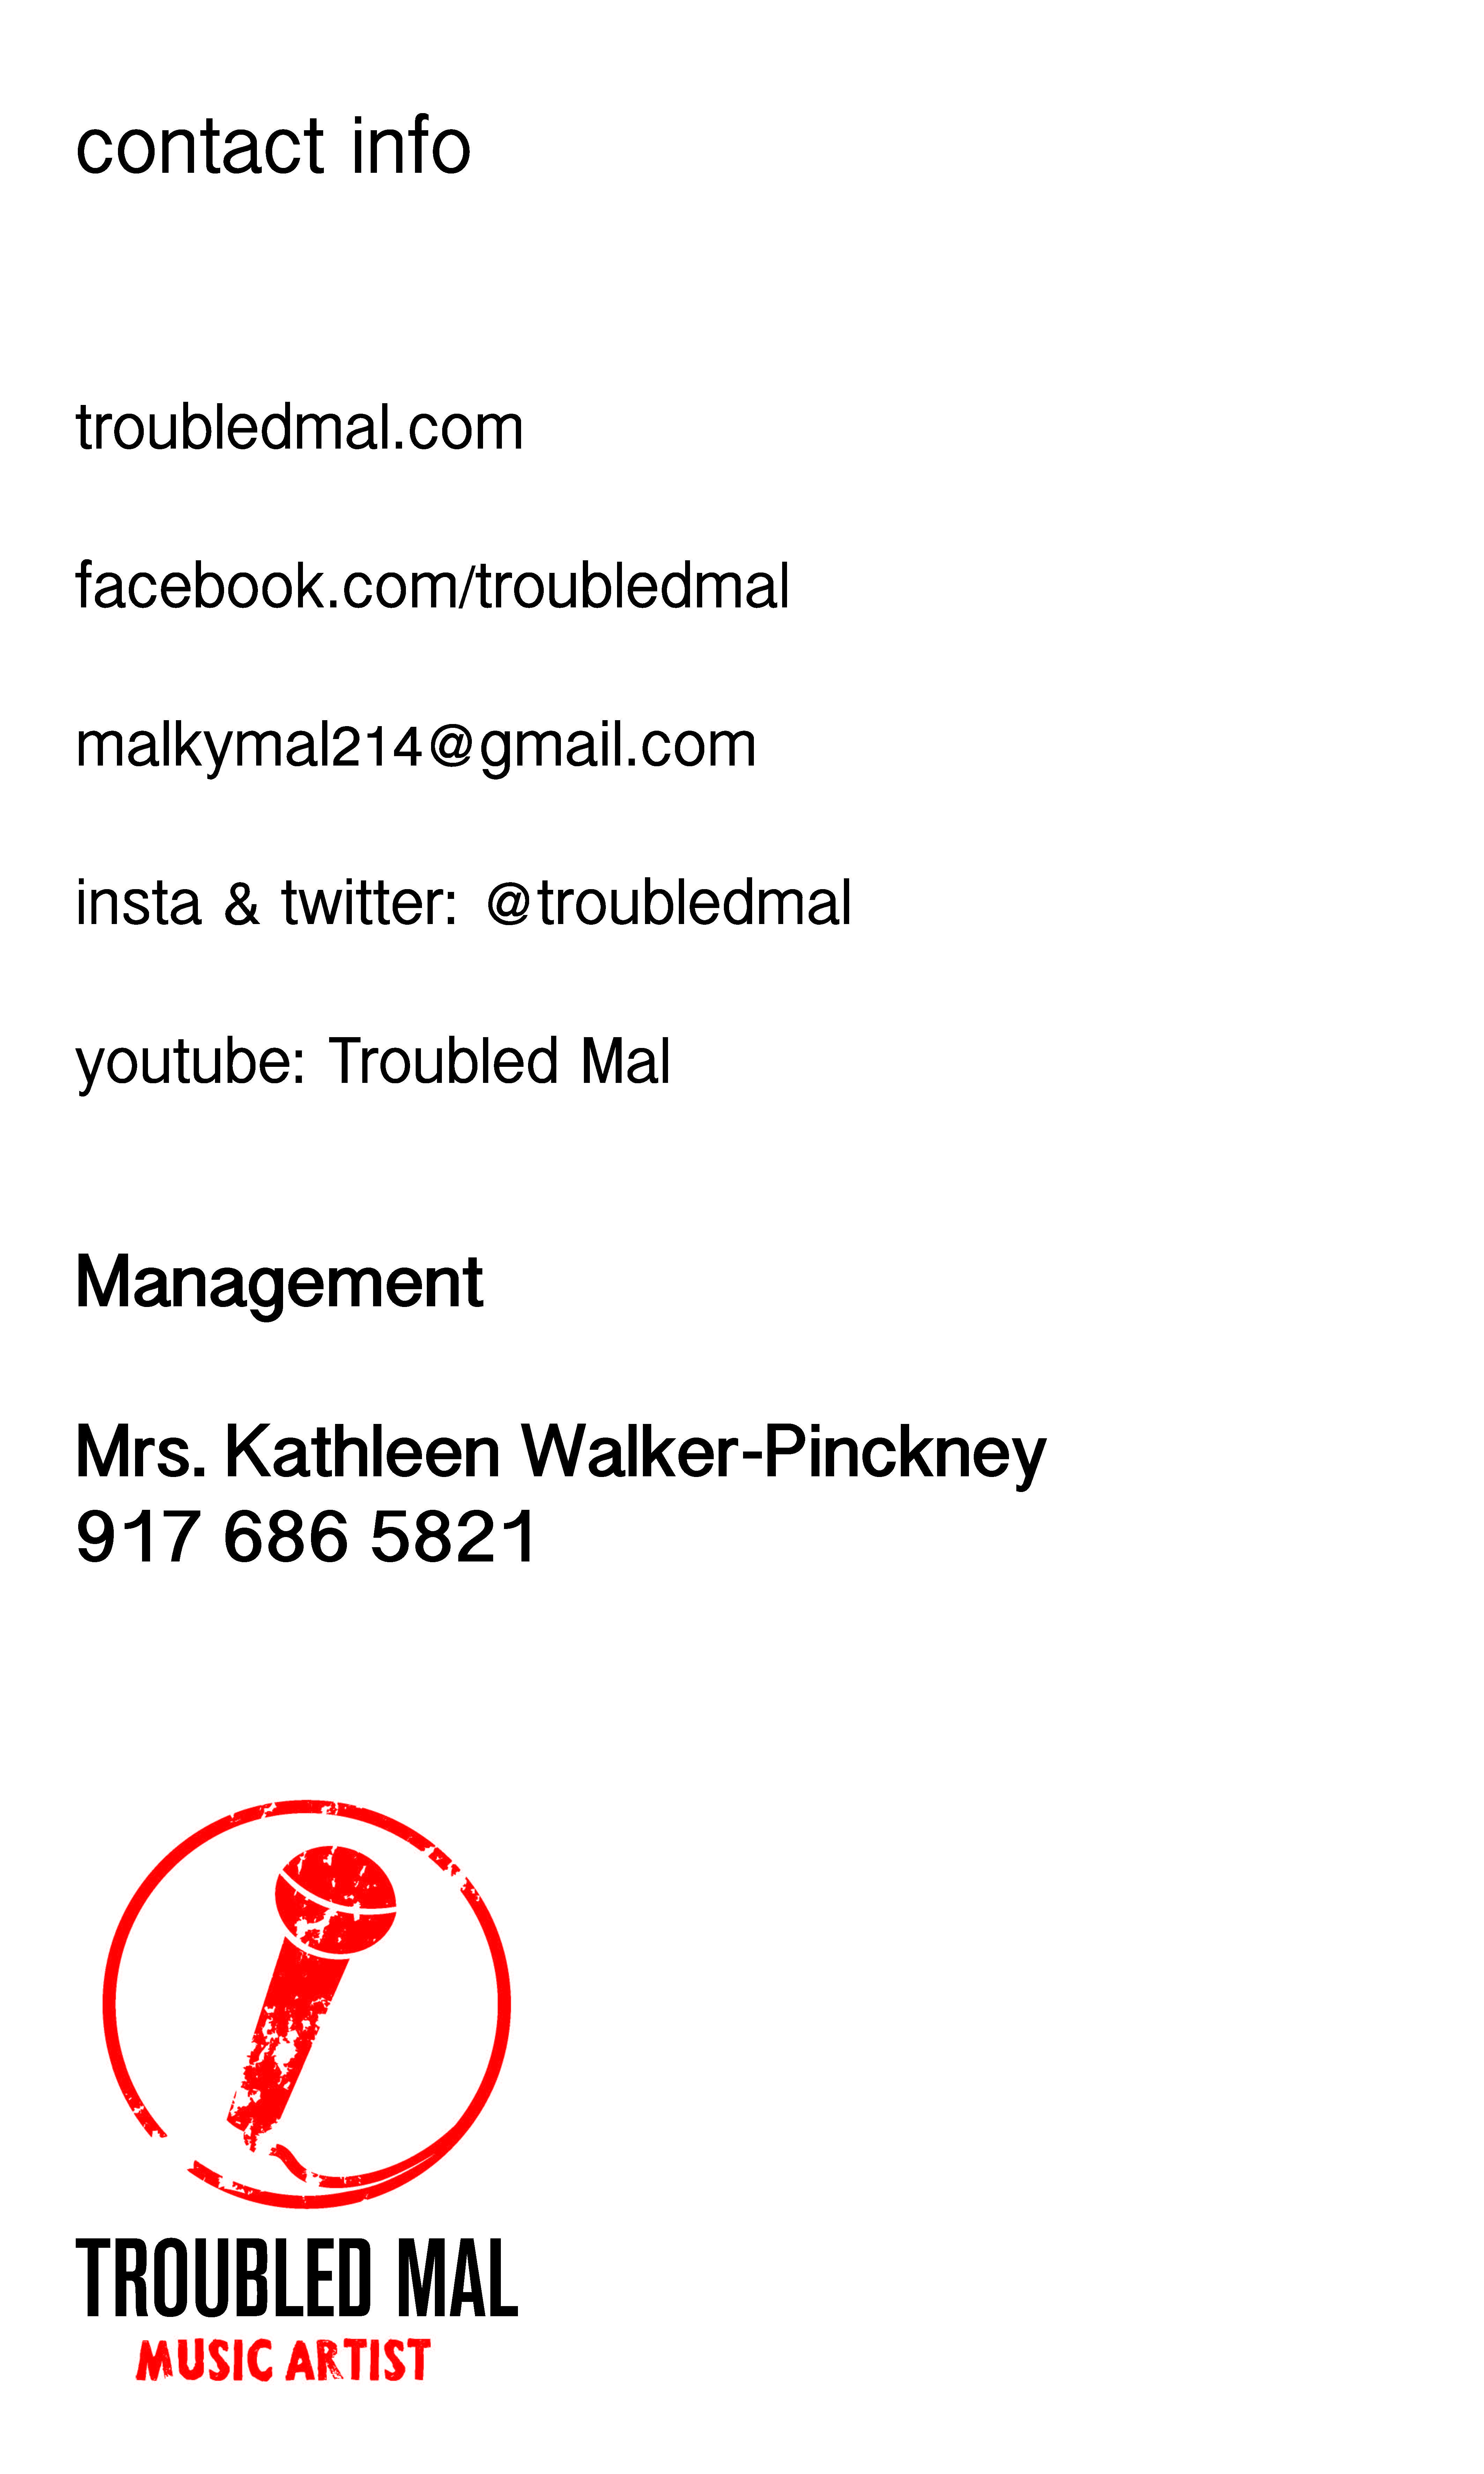 contact info
troubledmal.com
facebook.com/troubledmal
malkymal214@gmail.com
insta & twitter: @troubledmal
youtube: Troubled Mal
Management
Mrs. Kathleen Walker-Pinckney
917 686 5821
TROUBLED MAL
MUSIC ARTIST